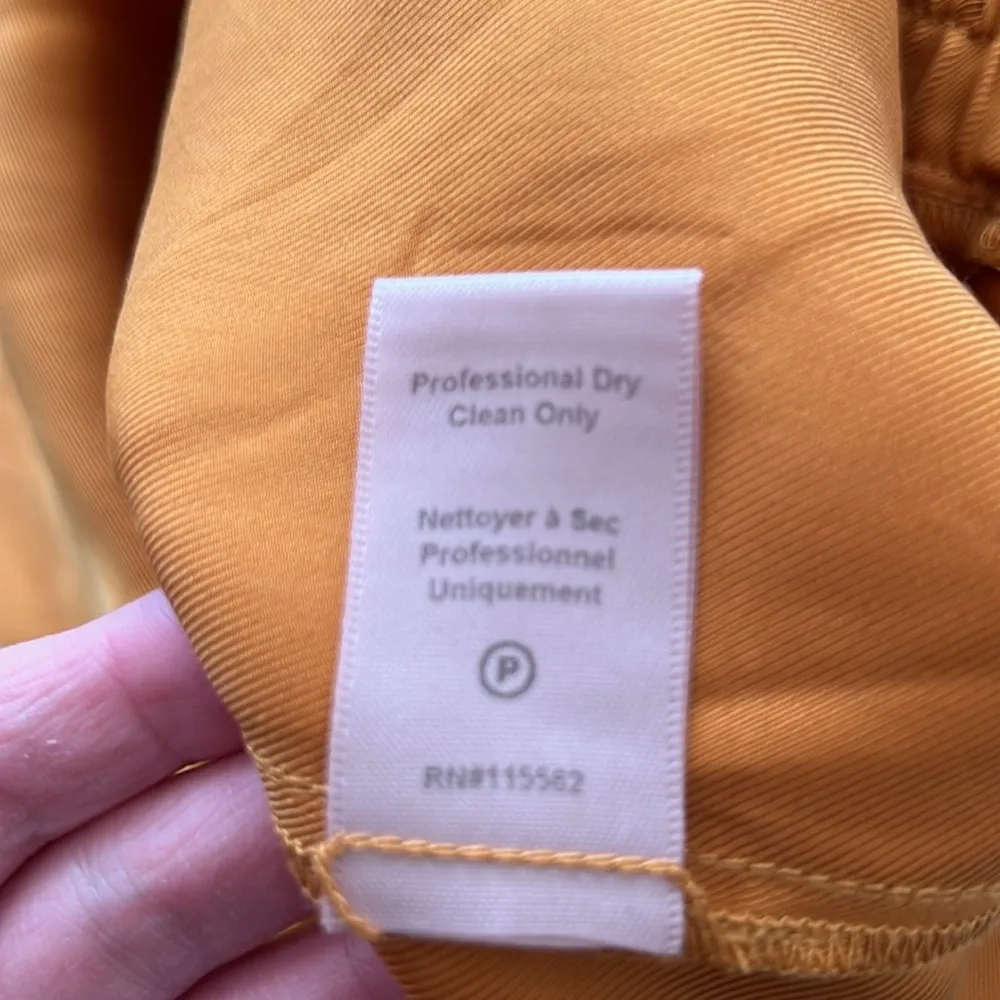 Professional Dry
Clean Only
Nettoyer à Sec
Professionnel
Uniquement
P
RN#115562